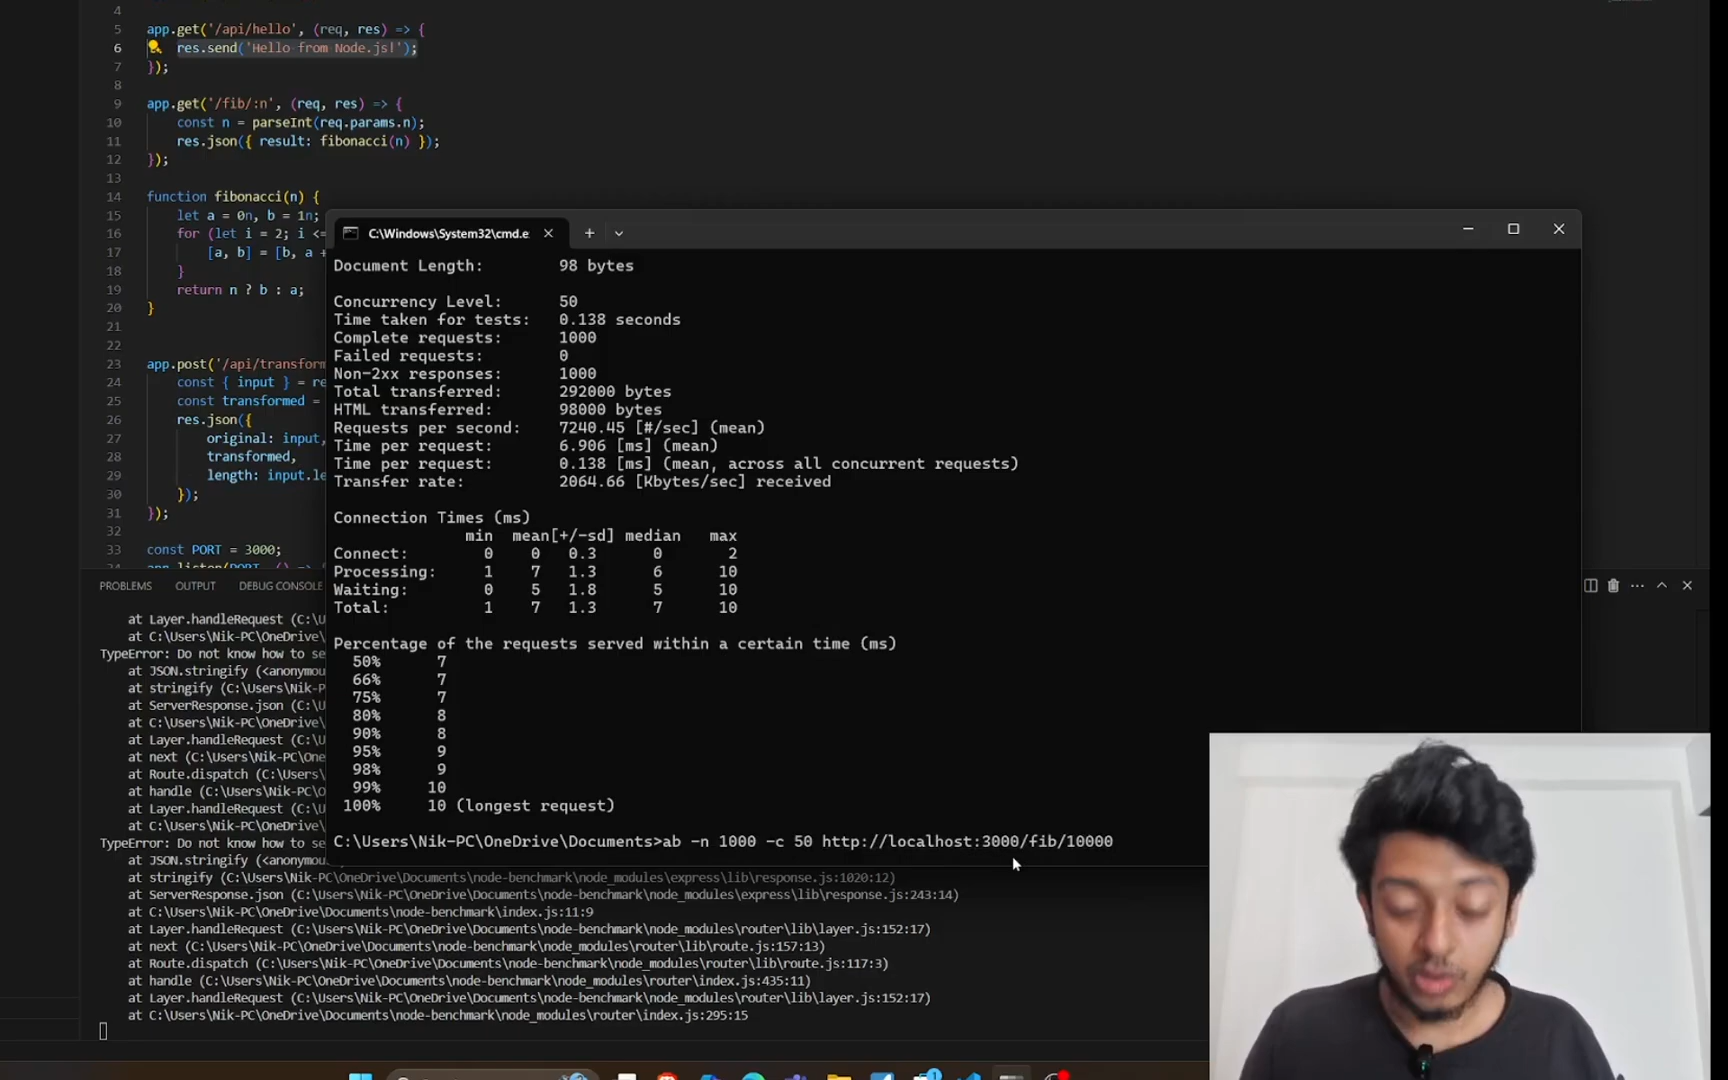 4
5 app.get('/api/hello', (req, res) => {
6 res.send('Hello from Node.js!');
7 });
8
9 app.get('/fib/:n', (req, res) => {
10 const n = parseInt(req.params.n);
11 res.json({ result: fibonacci(n) });
12 });
13
14 function fibonacci(n) {
15 let a = 0n, b = 1n;
16 for (let i = 2; i <=
17 [a, b] = [b, a +
18 }
19 return n ? b : a;
20 }
21
22
23 app.post('/api/transform
24 const { input } = re
25 const transformed =
26 res.json({
27 original: input,
28 transformed,
29 length: input.le
30 });
31 });
32
33 const PORT = 3000;
C:\Windows\System32\cmd.e
Document Length: 98 bytes
Concurrency Level: 50
Time taken for tests: 0.138 seconds
Complete requests: 1000
Failed requests: 0
Non-2xx responses: 1000
Total transferred: 292000 bytes
HTML transferred: 98000 bytes
Requests per second: 7240.45 [#/sec] (mean)
Time per request: 6.906 [ms] (mean)
Time per request: 0.138 [ms] (mean, across all concurrent requests)
Transfer rate: 2064.66 [Kbytes/sec] received
Connection Times (ms)
min mean[+/-sd] median max
Connect: 0 0 0.3 0 2
Processing: 1 7 1.3 6 10
Waiting: 0 5 1.8 5 10
Total: 1 7 1.3 7 10
Percentage of the requests served within a certain time (ms)
50% 7
66% 7
75% 7
80% 8
90% 8
95% 9
98% 9
99% 10
100% 10 (longest request)
C:\Users\Nik-PC\OneDrive\Documents>ab -n 1000 -c 50 http://localhost:3000/fib/10000
PROBLEMS OUTPUT DEBUG CONSOLE
at Layer.handleRequest (C:\U
at C:\Users\Nik-PC\OneDrive\
TypeError: Do not know how to se
at JSON.stringify (<anonymou
at stringify (C:\Users\Nik-P
at ServerResponse.json (C:\U
at C:\Users\Nik-PC\OneDrive\
at Layer.handleRequest (C:\U
at next (C:\Users\Nik-PC\One
at Route.dispatch (C:\Users\
at handle (C:\Users\Nik-PC\O
at Layer.handleRequest (C:\U
at C:\Users\Nik-PC\OneDrive\
TypeError: Do not know how to se
at JSON.stringify (<anonymou
at stringify (C:\Users\Nik-PC\OneDrive\Documents\node-benchmark\node_modules\express\lib\response.js:1020:12)
at ServerResponse.json (C:\Users\Nik-PC\OneDrive\Documents\node-benchmark\node_modules\express\lib\response.js:243:14)
at C:\Users\Nik-PC\OneDrive\Documents\node-benchmark\index.js:11:9
at Layer.handleRequest (C:\Users\Nik-PC\OneDrive\Documents\node-benchmark\node_modules\router\lib\layer.js:152:17)
at next (C:\Users\Nik-PC\OneDrive\Documents\node-benchmark\node_modules\router\lib\route.js:157:13)
at Route.dispatch (C:\Users\Nik-PC\OneDrive\Documents\node-benchmark\node_modules\router\lib\route.js:117:3)
at handle (C:\Users\Nik-PC\OneDrive\Documents\node-benchmark\node_modules\router\index.js:435:11)
at Layer.handleRequest (C:\Users\Nik-PC\OneDrive\Documents\node-benchmark\node_modules\router\lib\layer.js:152:17)
at C:\Users\Nik-PC\OneDrive\Documents\node-benchmark\node_modules\router\index.js:295:15